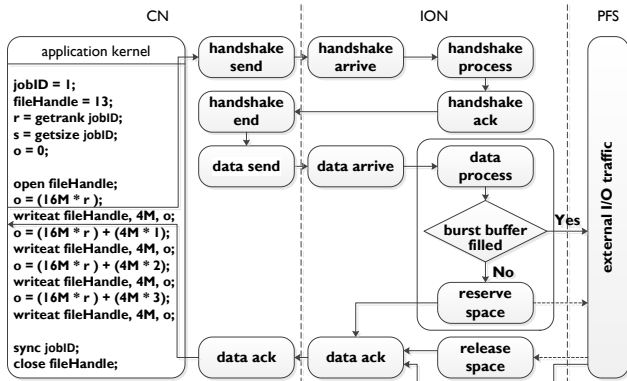 CN
ION
PFS
application kernel
jobID = 1;
fileHandle = 13;
r = getrank jobID;
s = getsize jobID;
o = 0;
open fileHandle;
o = (16M * r );
writeat fileHandle, 4M, o;
o = (16M * r) + (4M * 1);
writeat fileHandle, 4M, o;
o = (16M * r) + (4M * 2);
writeat fileHandle, 4M, o;
o = (16M * r) + (4M * 3);
writeat fileHandle, 4M, o;
sync jobID;
close fileHandle;
handshake
send
handshake
arrive
handshake
process
handshake
end
handshake
ack
data send
data arrive
data
process
burst buffer
filled
Yes
No
reserve
space
data ack
data ack
release
space
external I/O traffic